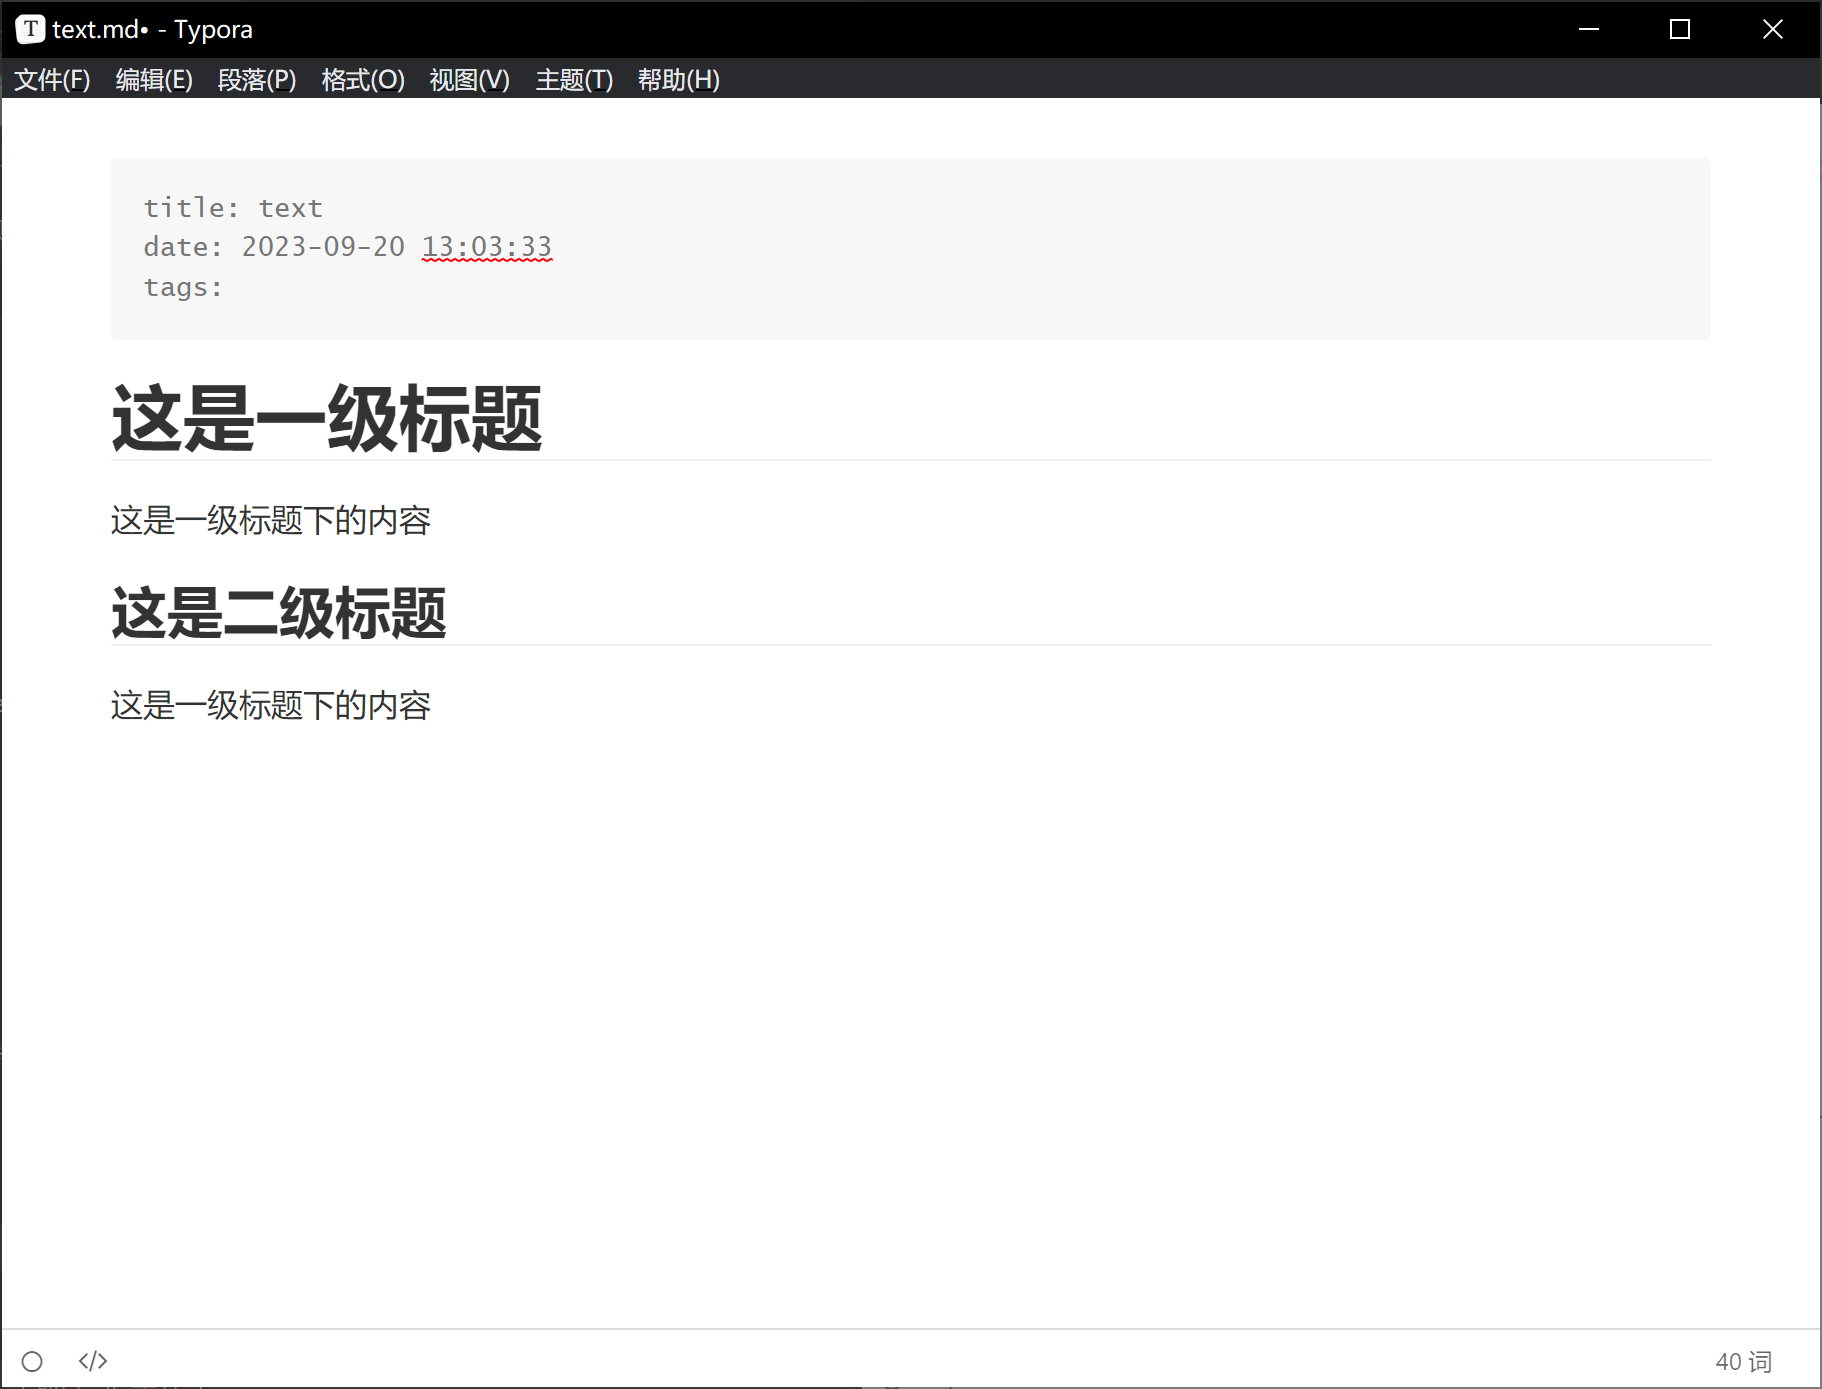 text.md• - Typora
文件(F) 编辑(E) 段落(P) 格式(O) 视图(V) 主题(T) 帮助(H)
title: text
date: 2023-09-20 13:03:33
tags:
这是一级标题
这是一级标题下的内容
这是二级标题
这是一级标题下的内容
</> 40 词